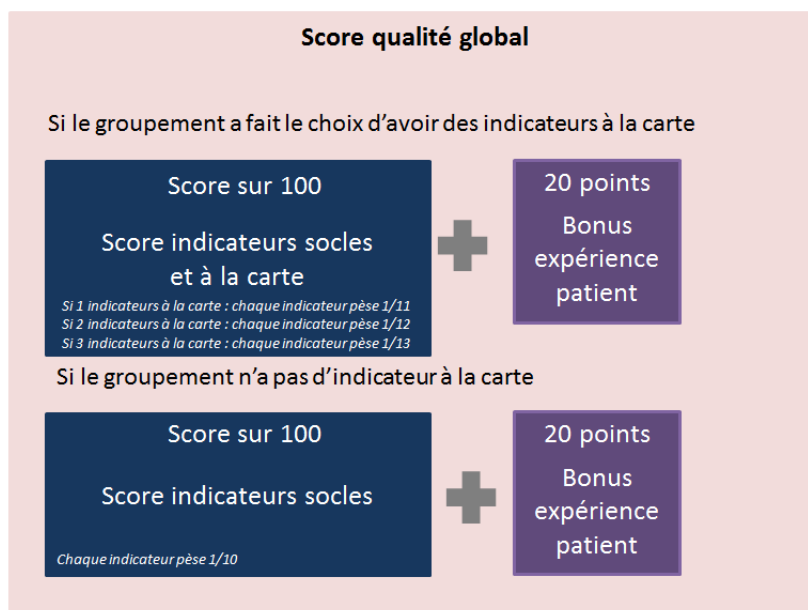 Score qualité global
Si le groupement a fait le choix d'avoir des indicateurs à la carte
Score sur 100
Score indicateurs socles
et à la carte
Si 1 indicateurs à la carte : chaque indicateur pèse 1/11
Si 2 indicateurs à la carte : chaque indicateur pèse 1/12
Si 3 indicateurs à la carte : chaque indicateur pèse 1/13
20 points
Bonus
expérience
patient
Si le groupement n'a pas d'indicateur à la carte
Score sur 100
Score indicateurs socles
Chaque indicateur pèse 1/10
20 points
Bonus
expérience
patient